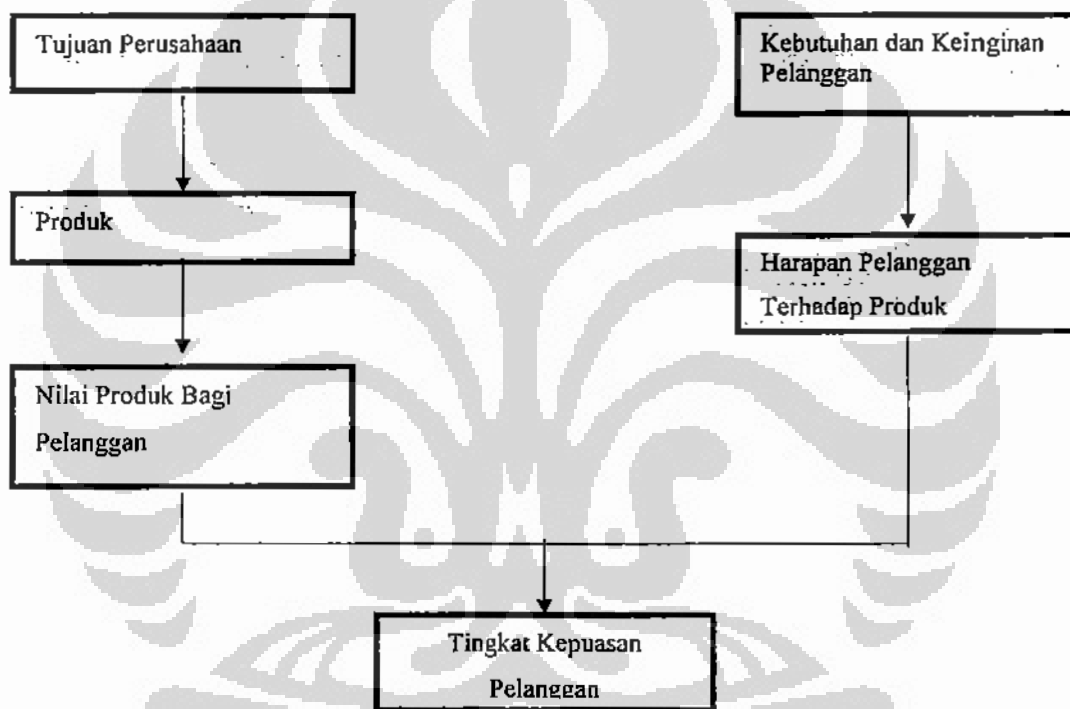 Tujuan Perusahaan
Kebutuhan dan Keinginan
Pelanggan
Produk
Harapan Pelanggan
Terhadap Produk
Nilai Produk Bagi
Pelanggan
Tingkat Kepuasan
Pelanggan